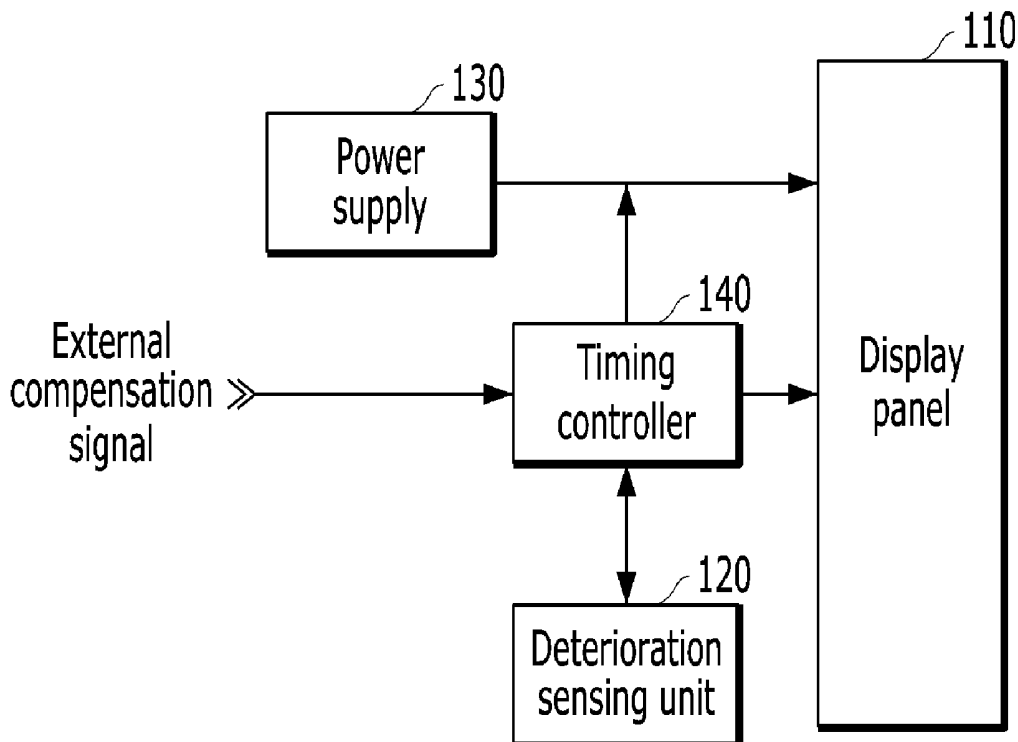 110
130
Power
supply
140
External
compensation
signal
Timing
controller
Display
panel
120
Deterioration
sensing unit